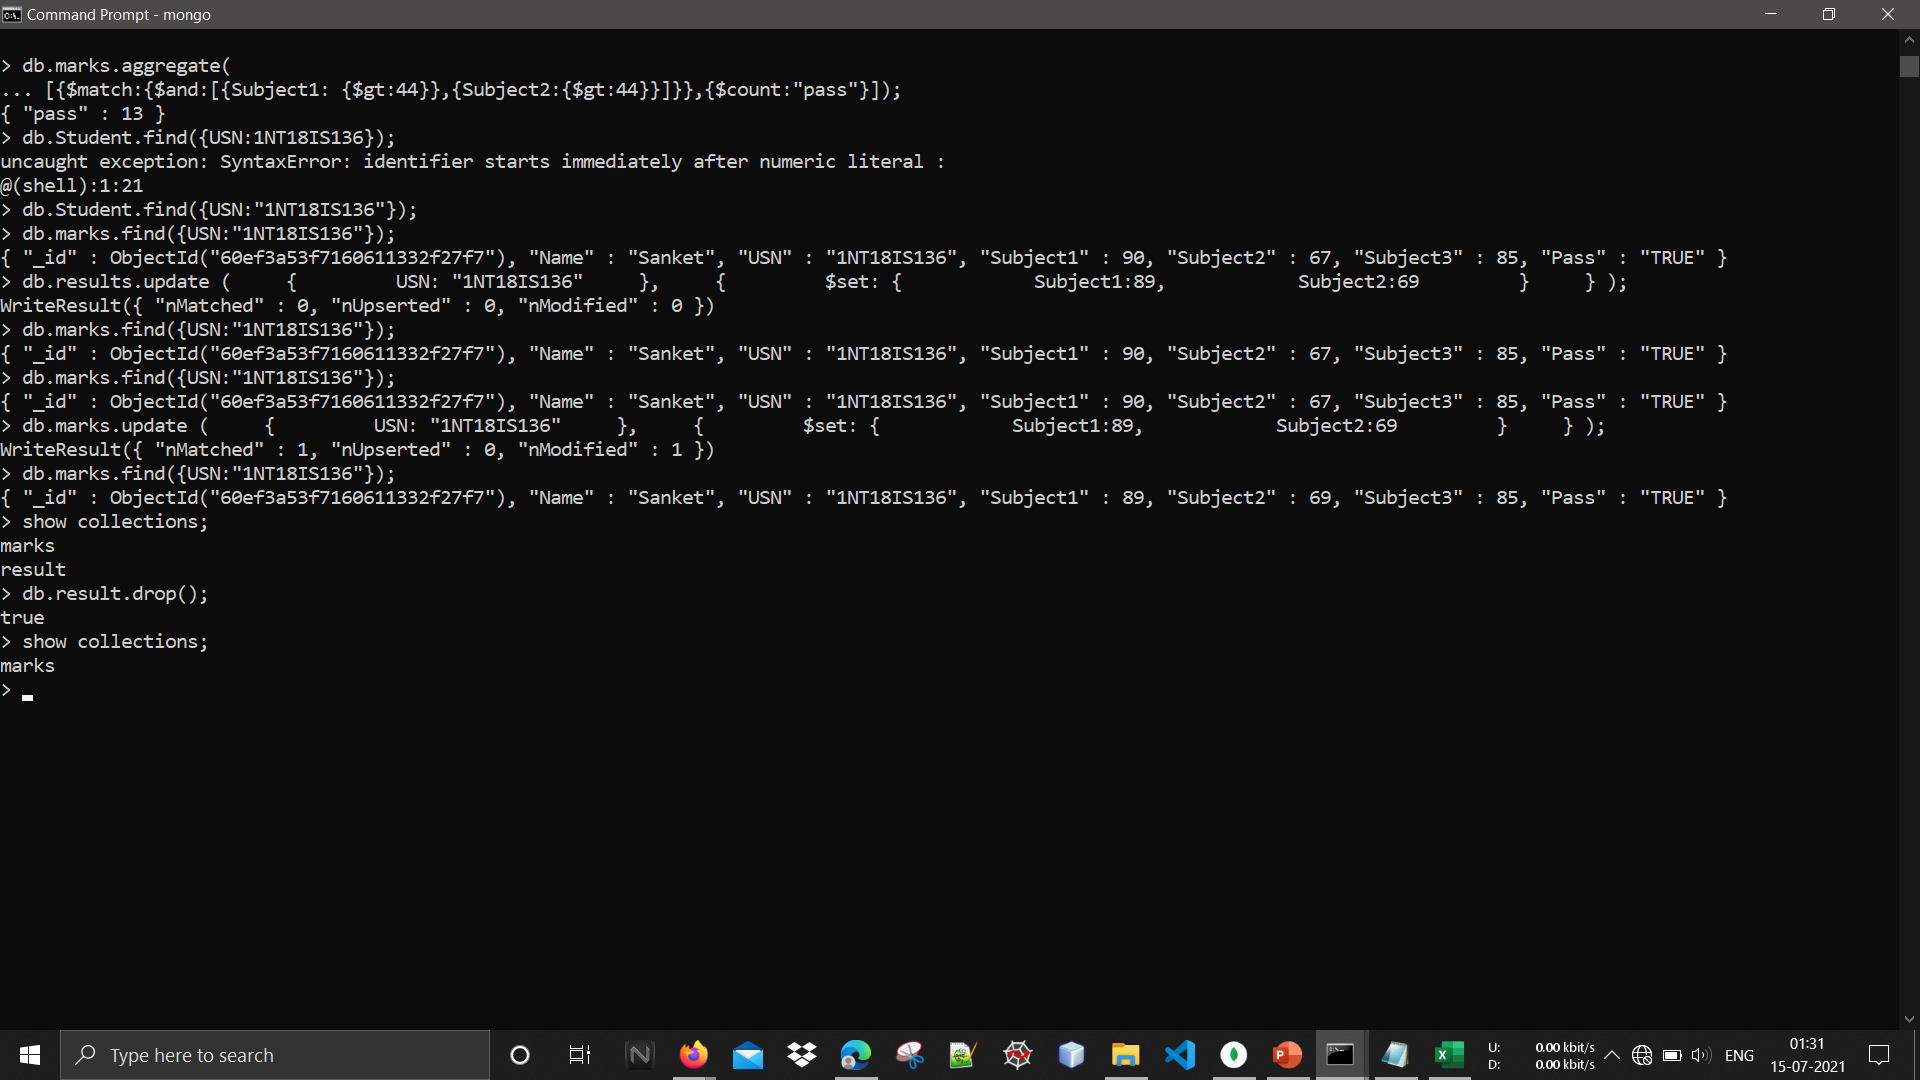 Command Prompt - mongo
> db.marks.aggregate(
... [{$match:{$and:[{Subject1: {$gt:44}},{Subject2:{$gt:44}}]}},{$count:"pass"}]);
{ "pass" : 13 }
> db.Student.find({USN:1NT18IS136});
uncaught exception: SyntaxError: identifier starts immediately after numeric literal :
@(shell):1:21
> db.Student.find({USN:"1NT18IS136"});
> db.marks.find({USN:"1NT18IS136"});
{ "_id" : ObjectId("60ef3a53f7160611332f27f7"), "Name" : "Sanket", "USN" : "1NT18IS136", "Subject1" : 90, "Subject2" : 67, "Subject3" : 85, "Pass" : "TRUE" }
> db.results.update (     {         USN: "1NT18IS136"     },     {         $set: {            Subject1:89,            Subject2:69         }     } );
WriteResult({ "nMatched" : 0, "nUpserted" : 0, "nModified" : 0 })
> db.marks.find({USN:"1NT18IS136"});
{ "_id" : ObjectId("60ef3a53f7160611332f27f7"), "Name" : "Sanket", "USN" : "1NT18IS136", "Subject1" : 90, "Subject2" : 67, "Subject3" : 85, "Pass" : "TRUE" }
> db.marks.find({USN:"1NT18IS136"});
{ "_id" : ObjectId("60ef3a53f7160611332f27f7"), "Name" : "Sanket", "USN" : "1NT18IS136", "Subject1" : 90, "Subject2" : 67, "Subject3" : 85, "Pass" : "TRUE" }
> db.marks.update (     {         USN: "1NT18IS136"     },     {         $set: {            Subject1:89,            Subject2:69         }     } );
WriteResult({ "nMatched" : 1, "nUpserted" : 0, "nModified" : 1 })
> db.marks.find({USN:"1NT18IS136"});
{ "_id" : ObjectId("60ef3a53f7160611332f27f7"), "Name" : "Sanket", "USN" : "1NT18IS136", "Subject1" : 89, "Subject2" : 69, "Subject3" : 85, "Pass" : "TRUE" }
> show collections;
marks
result
> db.result.drop();
true
> show collections;
marks
>
Type here to search
U: 0.00 kbit/s
D: 0.00 kbit/s
ENG
01:31
15-07-2021